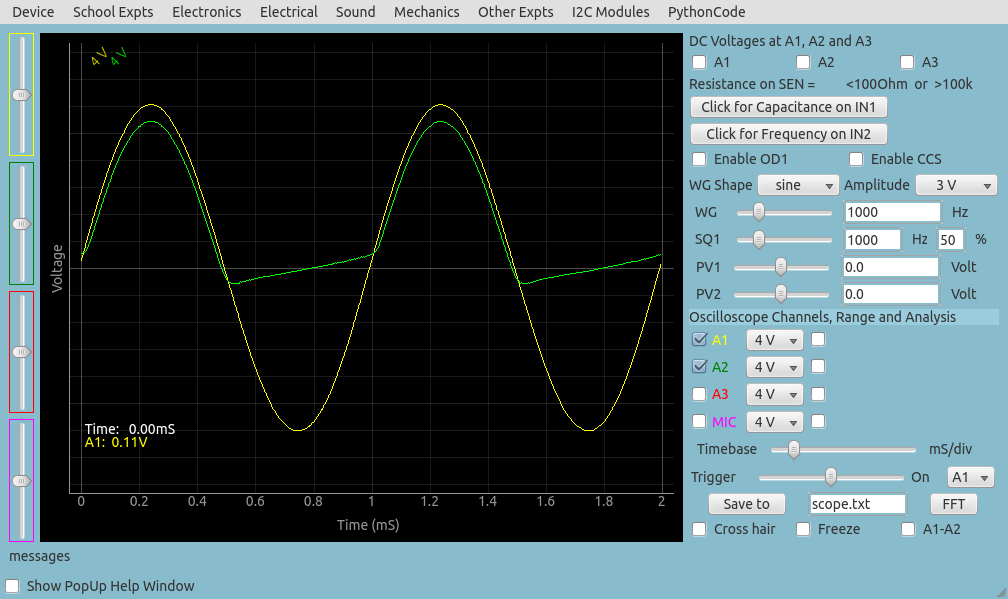 Device School Expts Electronics Electrical Sound Mechanics Other Expts I2C Modules PythonCode
4 V 4 V
Voltage
Time: 0.00mS
A1: 0.11V
0 0.2 0.4 0.6 0.8 1 1.2 1.4 1.6 1.8 2
Time (mS)
DC Voltages at A1, A2 and A3
A1 A2 A3
Resistance on SEN = <100Ohm or >100k
Click for Capacitance on IN1
Click for Frequency on IN2
Enable OD1 Enable CCS
WG Shape sine Amplitude 3 V
WG 1000 Hz
SQ1 1000 Hz 50 %
PV1 0.0 Volt
PV2 0.0 Volt
Oscilloscope Channels, Range and Analysis
A1 4 V
A2 4 V
A3 4 V
MIC 4 V
Timebase mS/div
Trigger On A1
Save to scope.txt FFT
Cross hair Freeze A1-A2
messages
Show PopUp Help Window